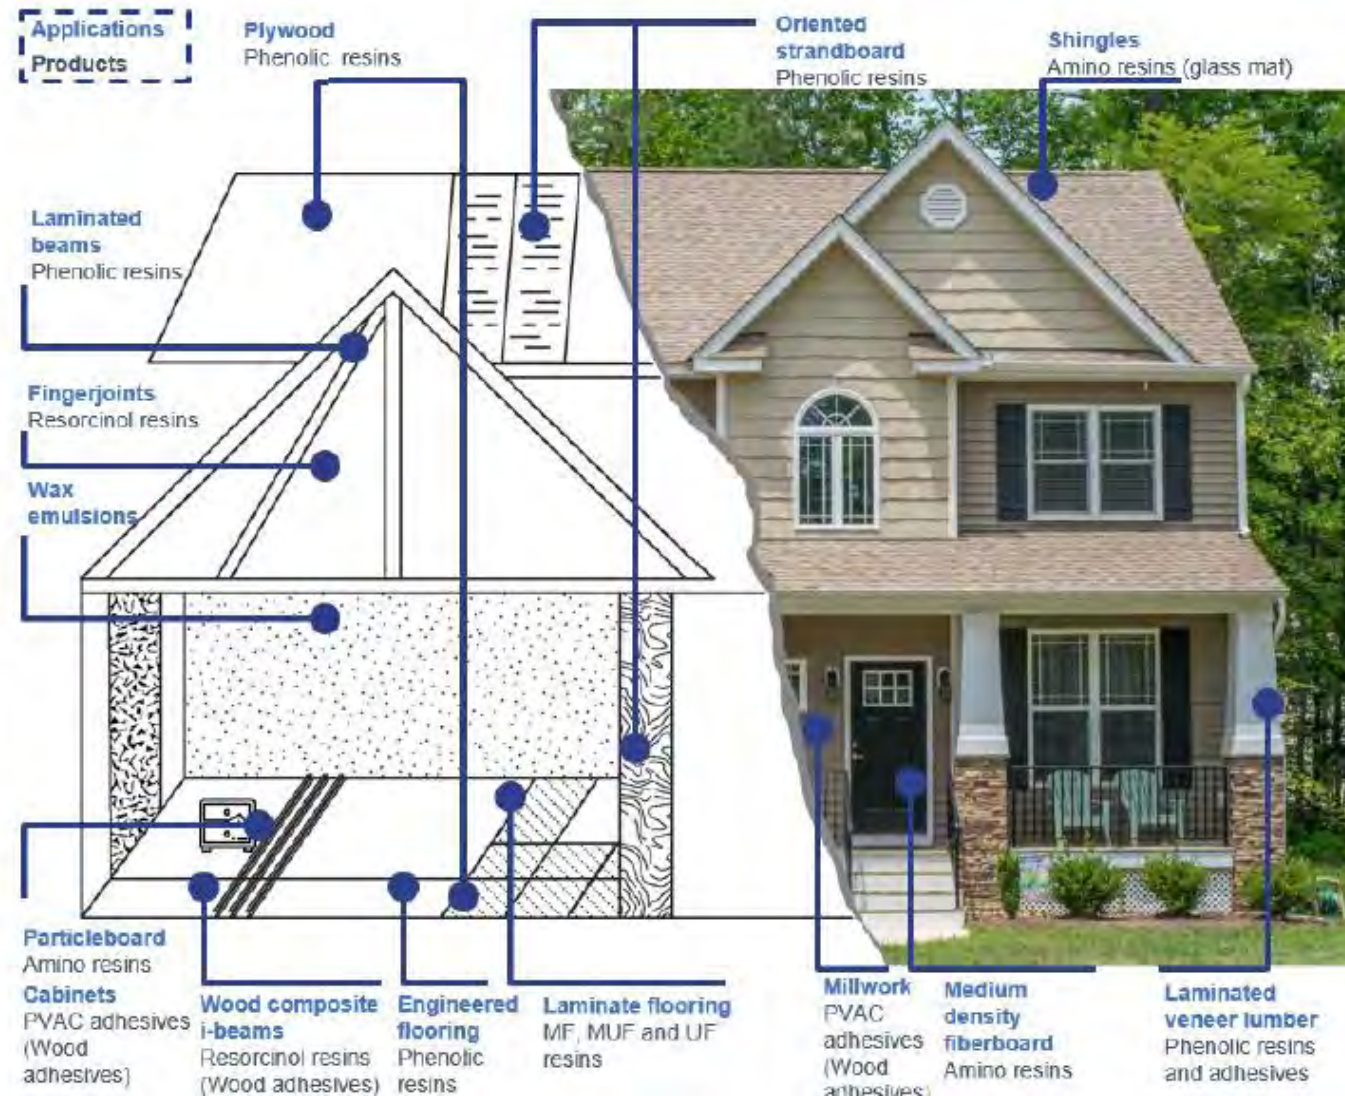 Applications
Products
Plywood
Phenolic resins
Oriented
strandboard
Phenolic resins
Shingles
Amino resins (glass mat)
Laminated
beams
Phenolic resins
Fingerjoints
Resorcinol resins
Wax
emulsions
Particleboard
Amino resins
Cabinets
PVAC adhesives
(Wood
adhesives)
Wood composite
i-beams
Resorcinol resins
(Wood adhesives)
Engineered
flooring
Phenolic
resins
Laminate flooring
MF, MUF and UF
resins
Millwork
PVAC
adhesives
(Wood
adhesives)
Medium
density
fiberboard
Amino resins
Laminated
veneer lumber
Phenolic resins
and adhesives